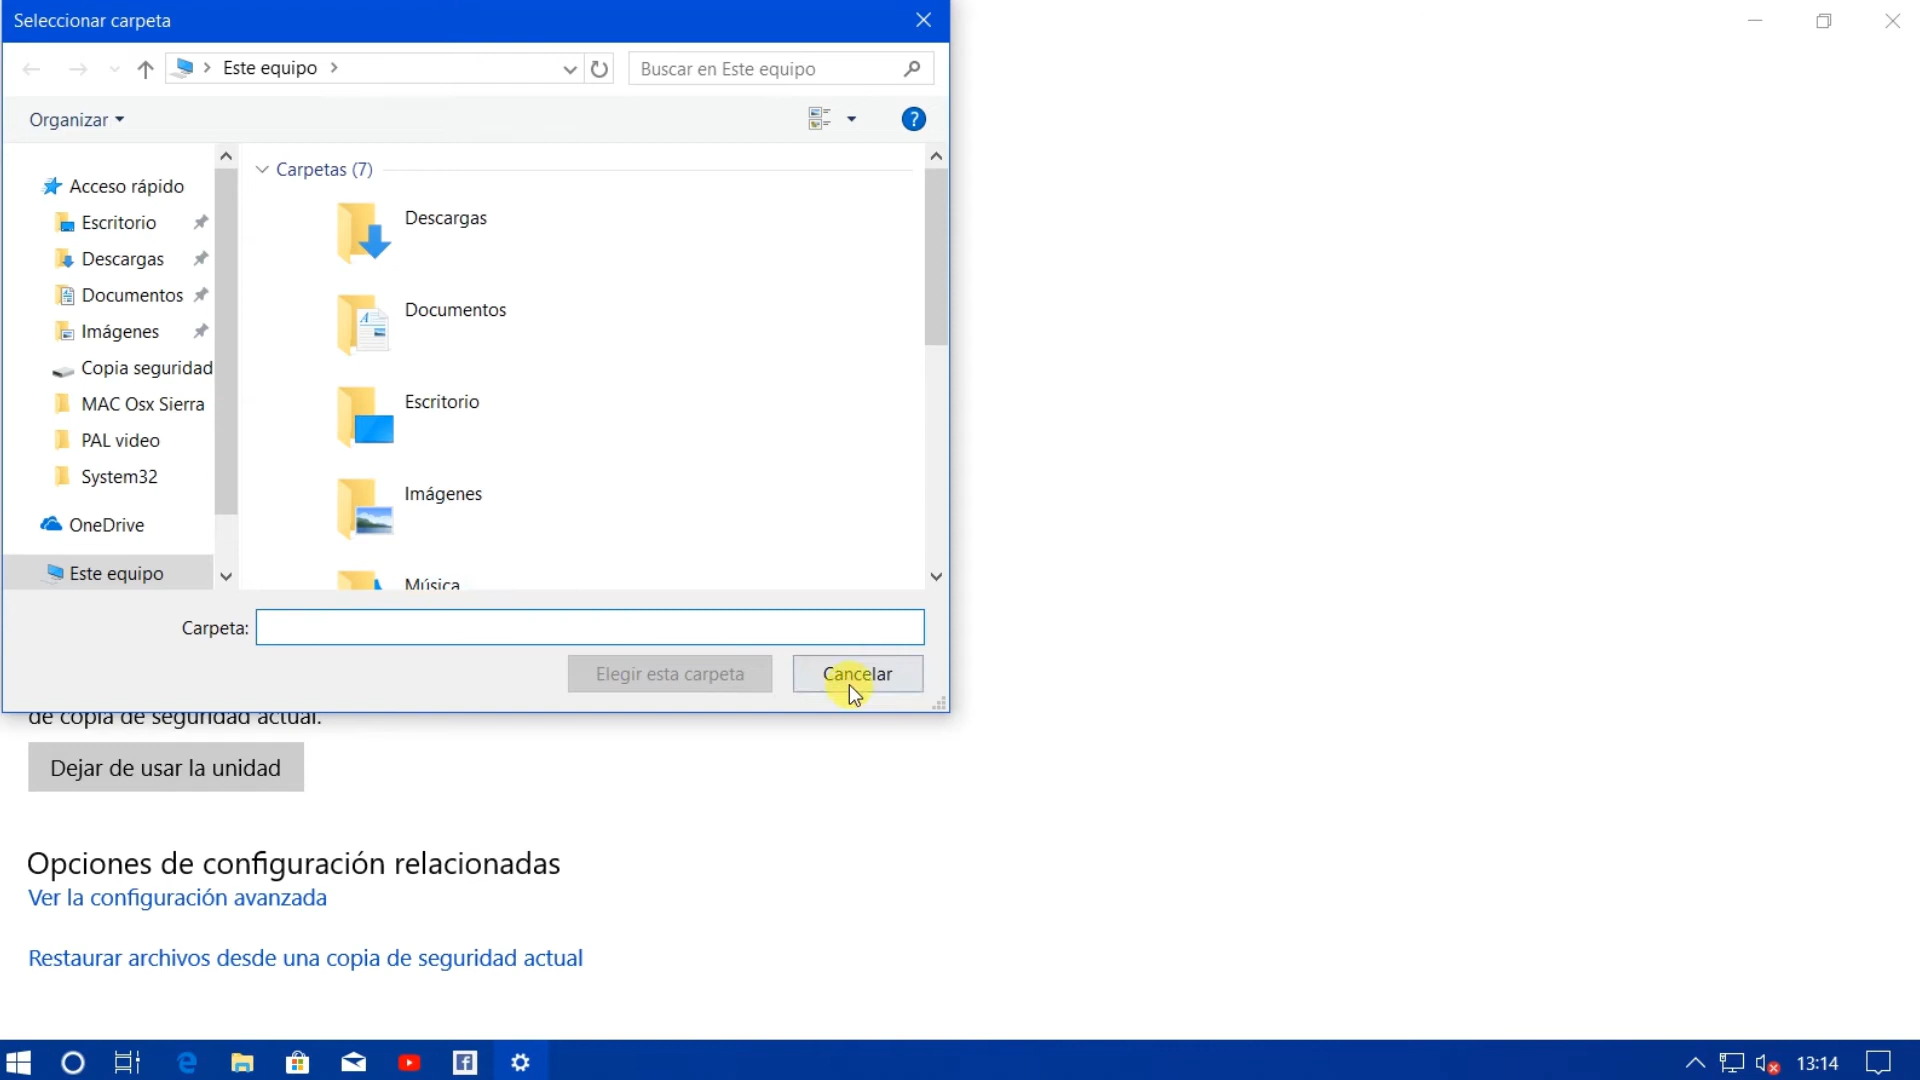 Seleccionar carpeta
Este equipo
Buscar en Este equipo
Organizar
?
Acceso rápido
Escritorio
Descargas
Documentos
Imágenes
Copia seguridad
MAC Osx Sierra
PAL video
System32
OneDrive
Este equipo
Carpetas (7)
Descargas
Documentos
Escritorio
Imágenes
Música
Carpeta:
Elegir esta carpeta
Cancelar
de copia de seguridad actual.
Dejar de usar la unidad
Opciones de configuración relacionadas
Ver la configuración avanzada
Restaurar archivos desde una copia de seguridad actual
13:14